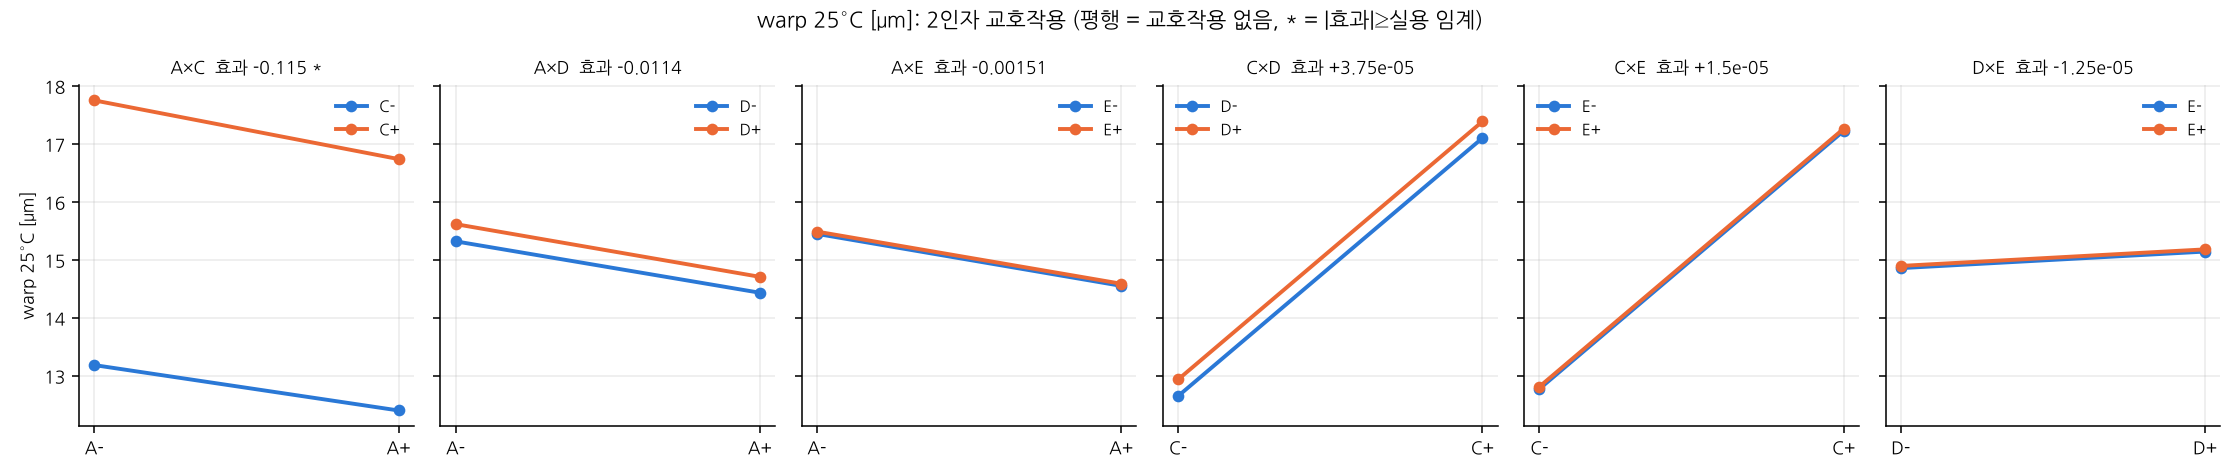 warp 25°C [µm]: 2인자 교호작용 (평행 = 교호작용 없음, * = |효과|≥실용 임계)
A×C 효과 -0.115 *
A×D 효과 -0.0114
A×E 효과 -0.00151
C×D 효과 +3.75e-05
C×E 효과 +1.5e-05
D×E 효과 -1.25e-05
warp 25°C [µm]
18
17
16
15
14
13
C-
C+
A-
A+
D-
D+
A-
A+
E-
E+
A-
A+
D-
D+
C-
C+
E-
E+
C-
C+
E-
E+
D-
D+